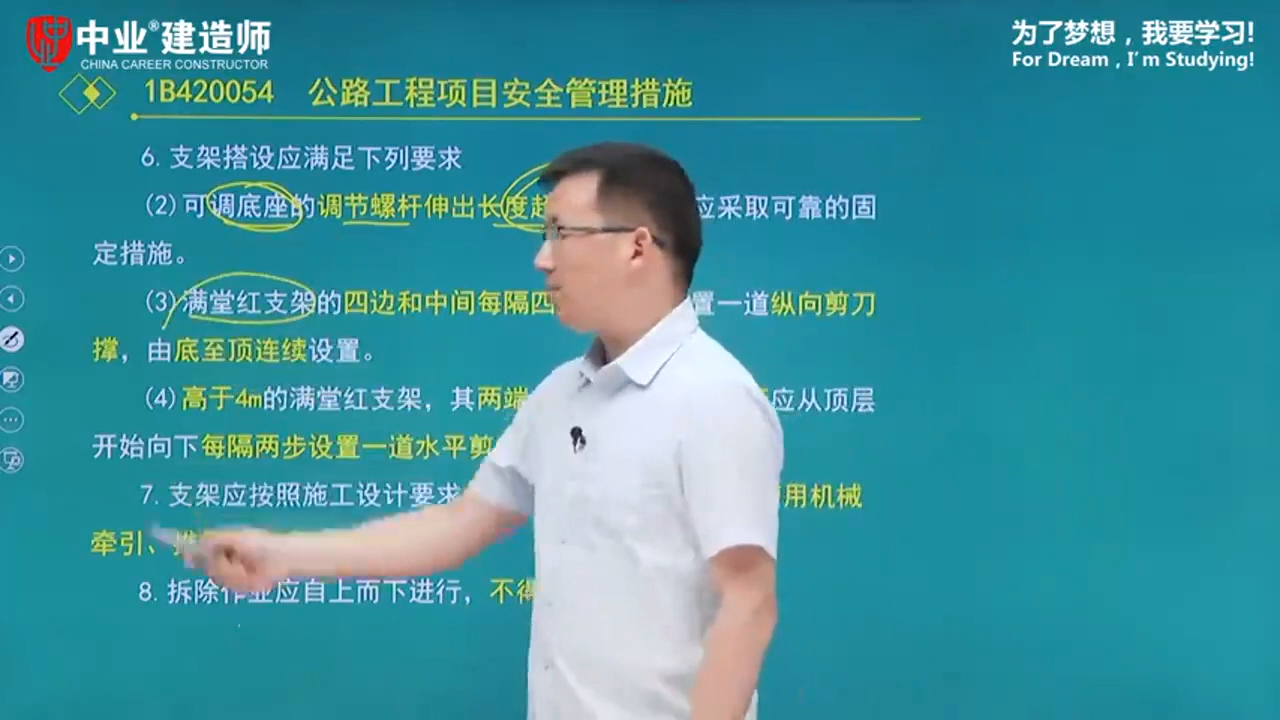 中业®建造师
CHINA CAREER CONSTRUCTOR
为了梦想，我要学习!
For Dream , I'm Studying!
1B420054 公路工程项目安全管理措施
6. 支架搭设应满足下列要求
(2)可调底座的调节螺杆伸出长度超 应采取可靠的固
定措施。
(3)满堂红支架的四边和中间每隔四 置一道纵向剪刀
撑，由底至顶连续设置。
(4)高于4m的满堂红支架，其两端 应从顶层
开始向下每隔两步设置一道水平剪
7. 支架应按照施工设计要求 用机械
牵引、推
8. 拆除作业应自上而下进行，不得